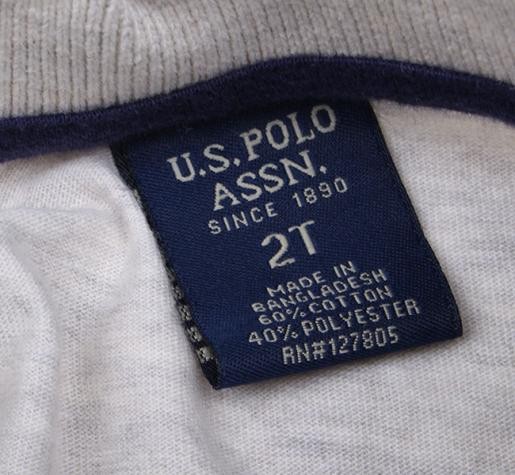 U.S. POLO
ASSN.
SINCE 1890
2T
MADE IN
BANGLADESH
60% COTTON
40% POLYESTER
RN#127805